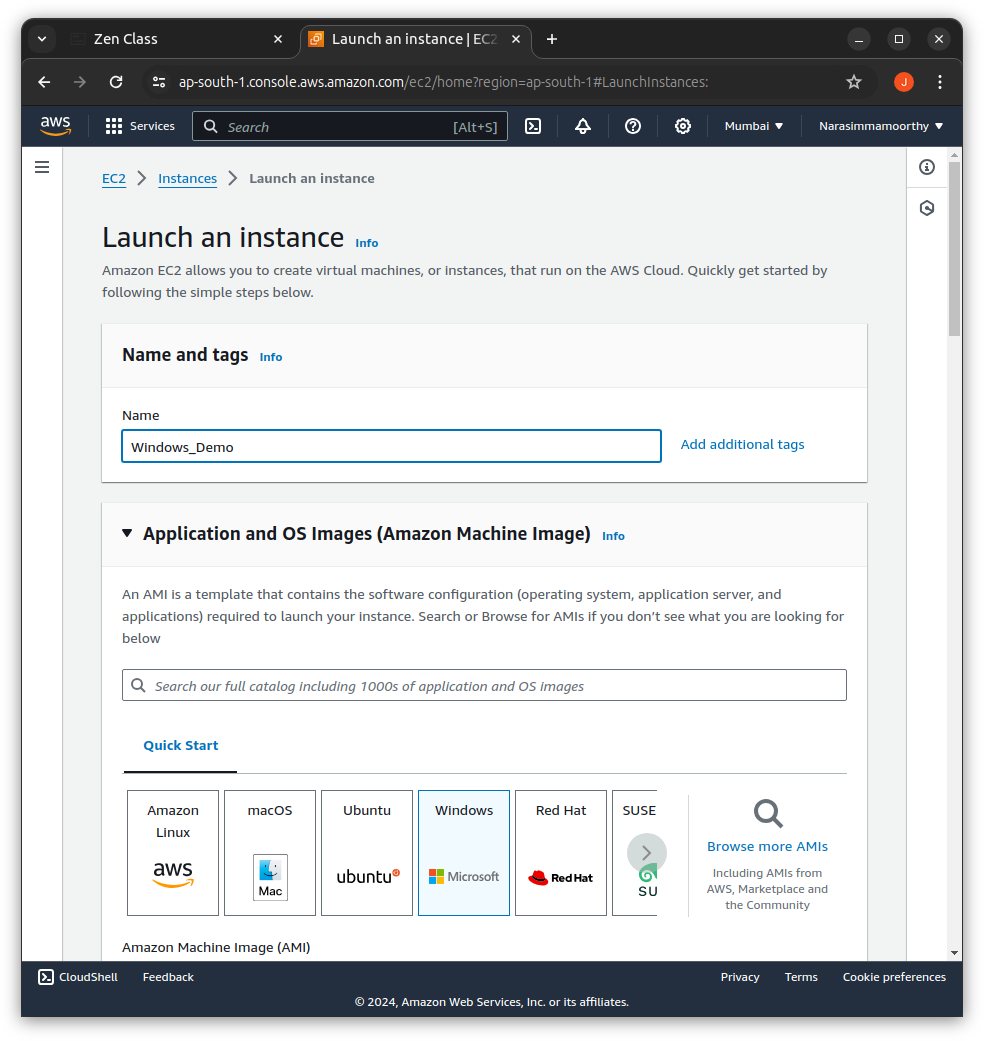 Zen Class
Launch an instance | EC2
ap-south-1.console.aws.amazon.com/ec2/home?region=ap-south-1#LaunchInstances:
J
aws
Services
Search
[Alt+S]
Mumbai
Narasimmamoorthy
EC2
Instances
Launch an instance
Launch an instance Info
Amazon EC2 allows you to create virtual machines, or instances, that run on the AWS Cloud. Quickly get started by
following the simple steps below.
Name and tags Info
Name
Windows_Demo
Add additional tags
Application and OS Images (Amazon Machine Image) Info
An AMI is a template that contains the software configuration (operating system, application server, and
applications) required to launch your instance. Search or Browse for AMIs if you don't see what you are looking for
below
Search our full catalog including 1000s of application and OS images
Quick Start
Amazon
Linux
aws
macOS
Mac
Ubuntu
ubuntu
Windows
Microsoft
Red Hat
Red Hat
SUSE
SU
Browse more AMIs
Including AMIs from
AWS, Marketplace and
the Community
Amazon Machine Image (AMI)
CloudShell
Feedback
Privacy
Terms
Cookie preferences
© 2024, Amazon Web Services, Inc. or its affiliates.